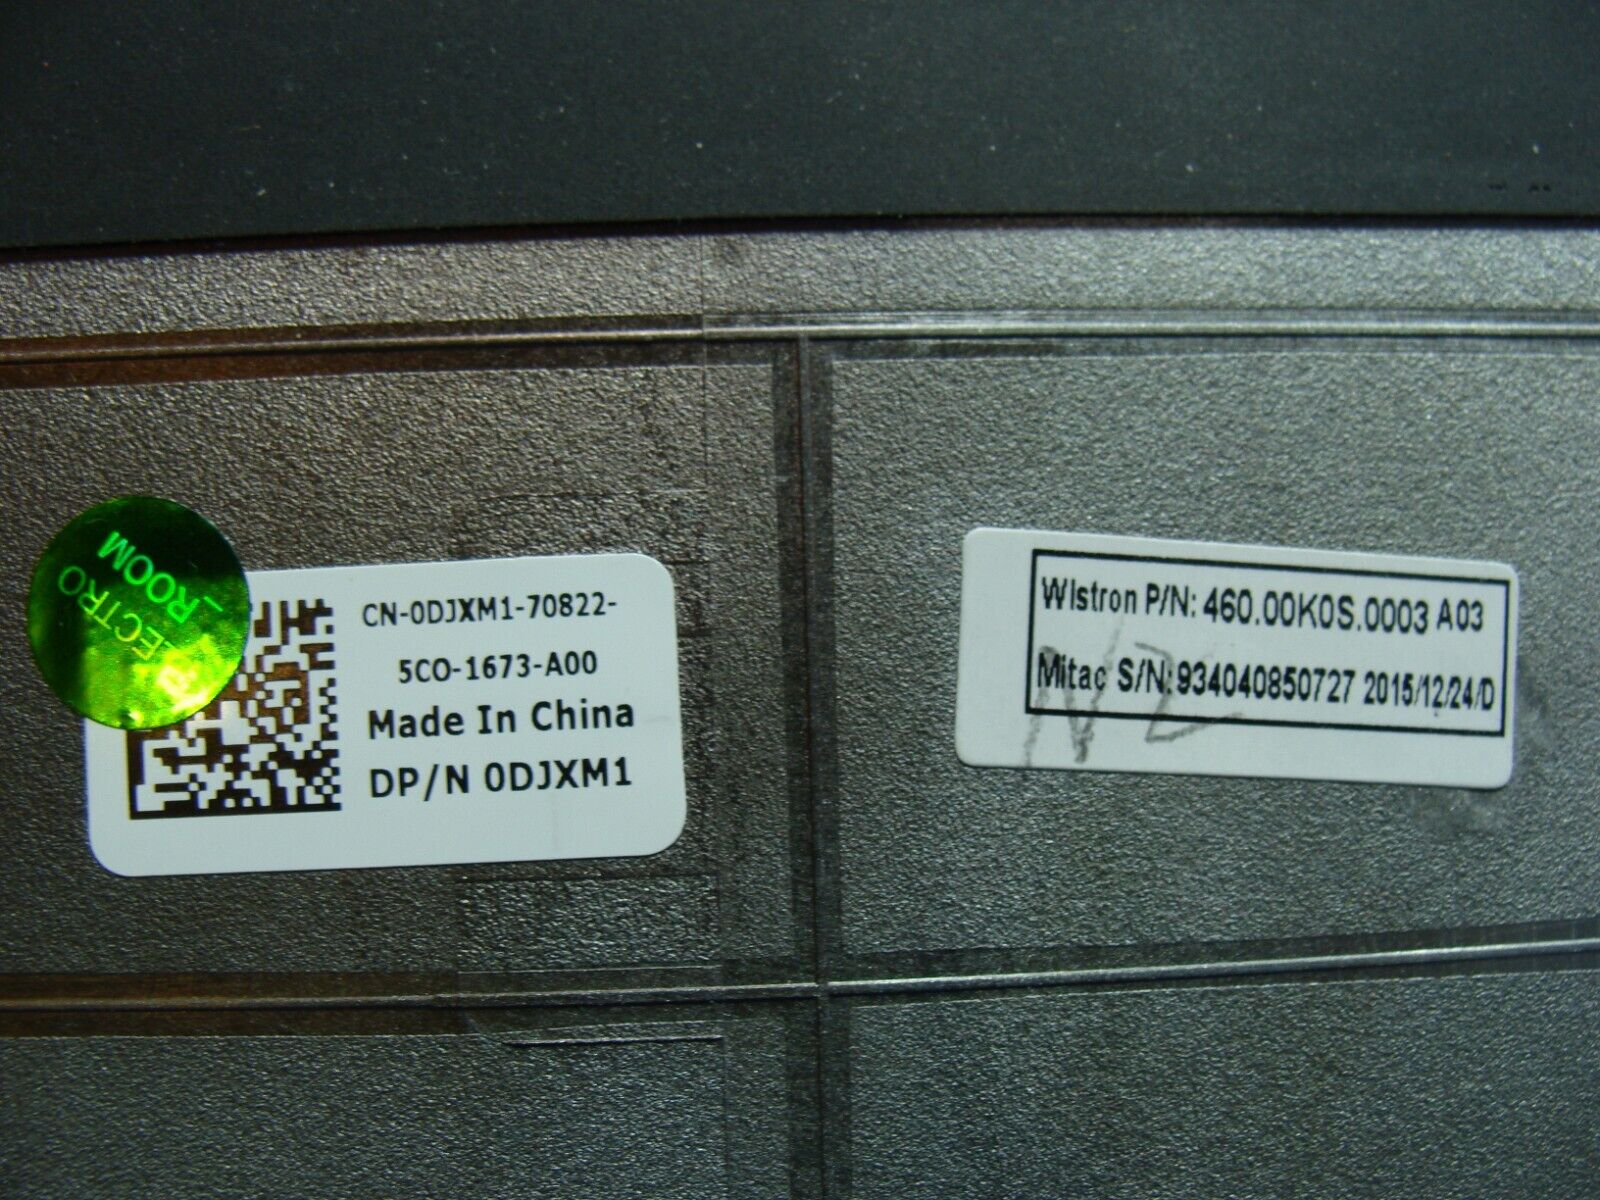 ECTRO
_ROOM
CN-0DJXM1-70822-
5CO-1673-A00
Made In China
DP/N 0DJXM1
WIstron P/N: 460.00K0S.0003 A03
Mitac S/N:934040850727 2015/12/24/D